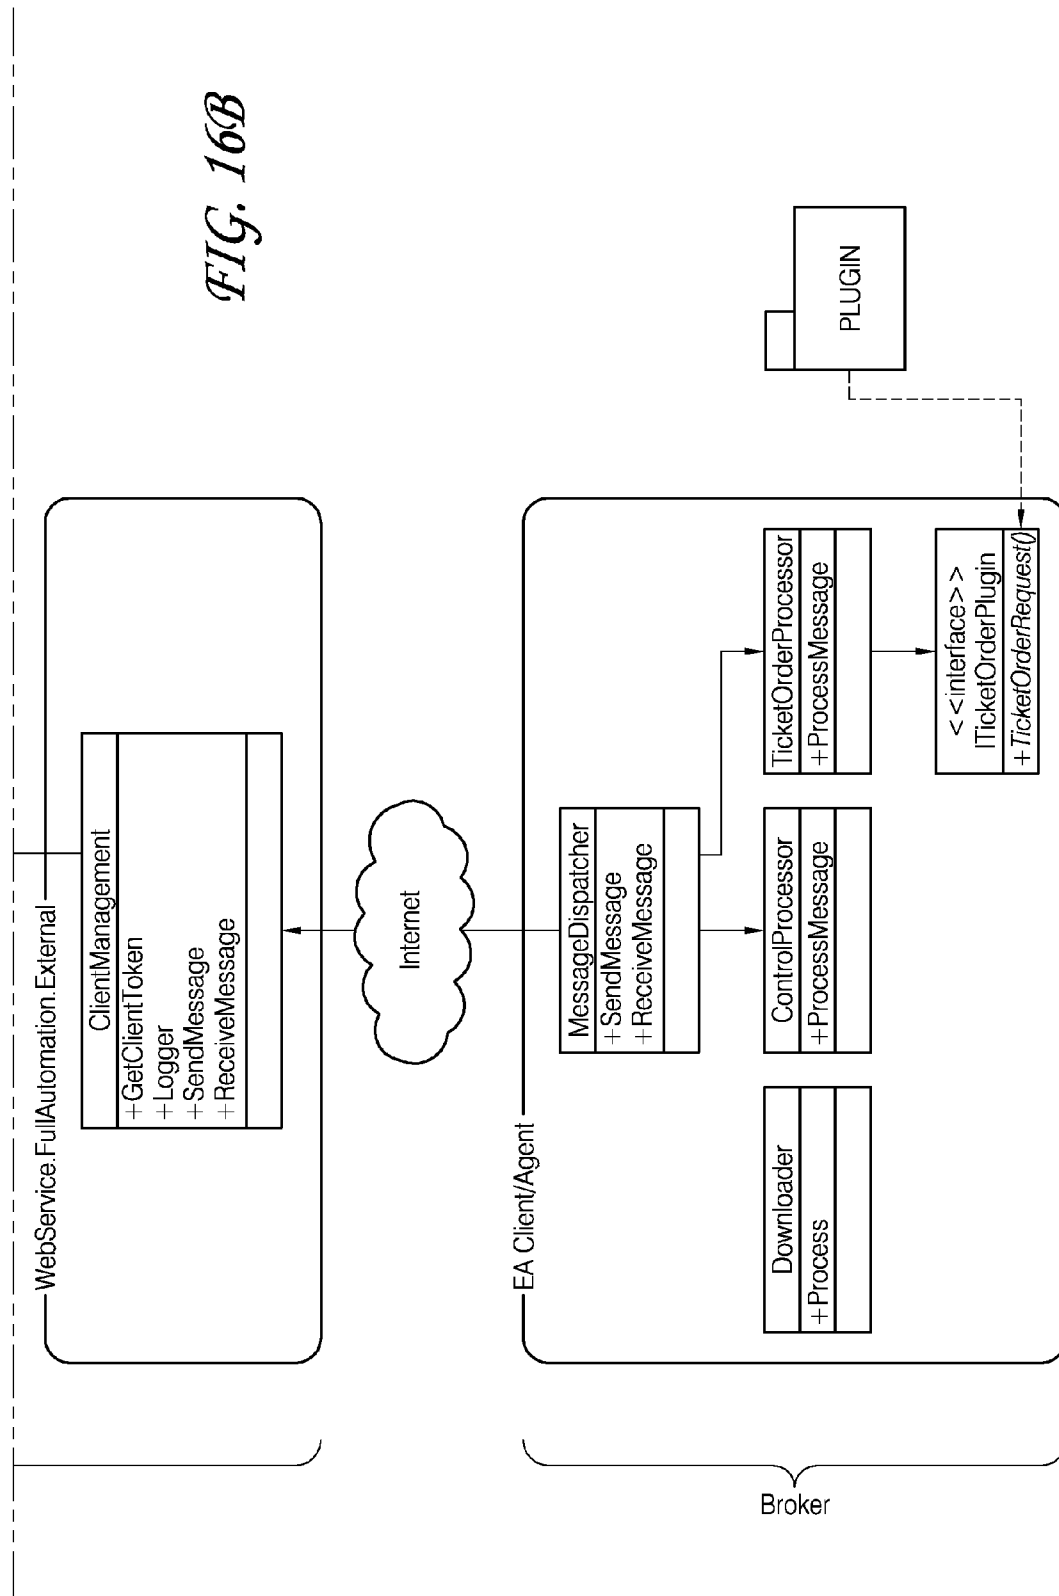 WebService.FullAutomation.External
ClientManagement
+GetClientToken
+Logger
+SendMessage
+ReceiveMessage
FIG. 16B
Internet
EA Client/Agent
MessageDispatcher
+SendMessage
+ReceiveMessage
Downloader
+Process
ControlProcessor
+ProcessMessage
TicketOrderProcessor
+ProcessMessage
<<interface>>
ITicketOrderPlugin
+TicketOrderRequest()
PLUGIN
Broker